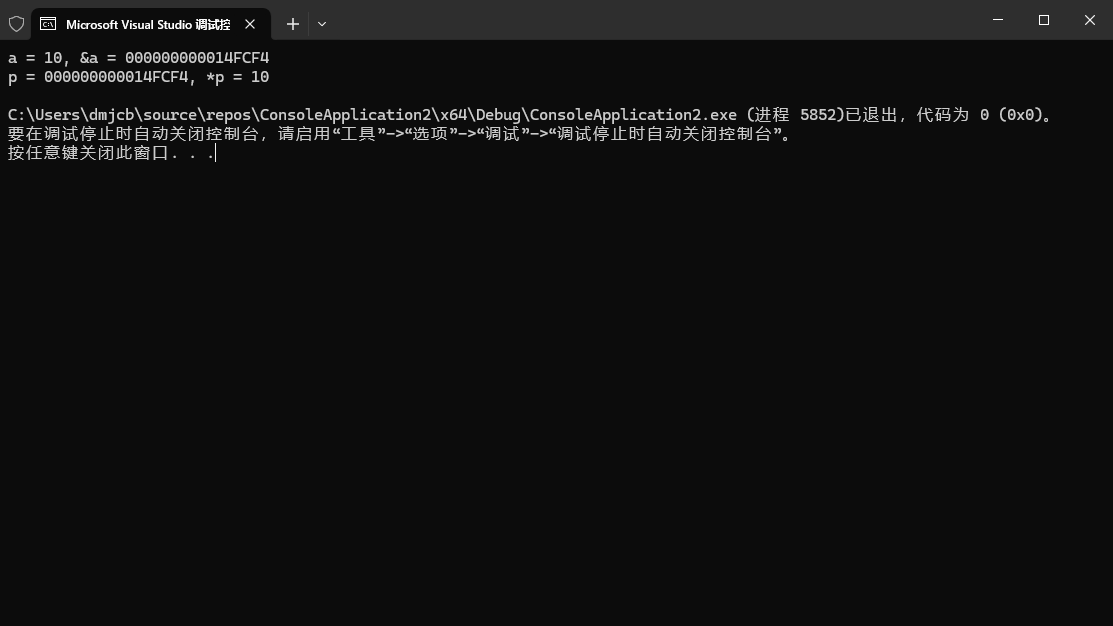 Microsoft Visual Studio 调试控
a = 10, &a = 000000000014FCF4
p = 000000000014FCF4, *p = 10
C:\Users\dmjcb\source\repos\ConsoleApplication2\x64\Debug\ConsoleApplication2.exe (进程 5852)已退出，代码为 0 (0x0)。
要在调试停止时自动关闭控制台，请启用“工具”->“选项”->“调试”->“调试停止时自动关闭控制台”。
按任意键关闭此窗口. . .